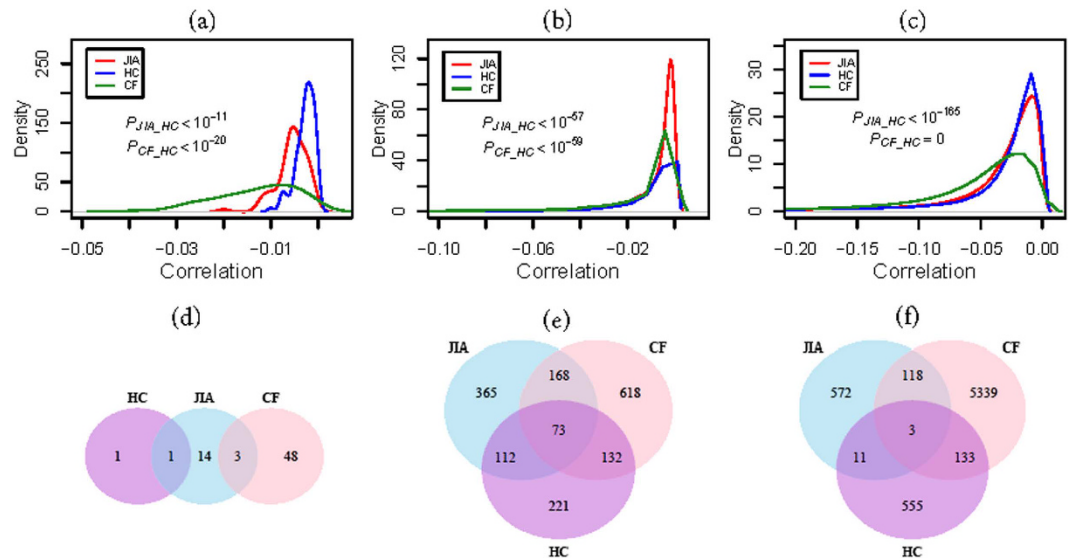 (a)
250
150
50
0
Density
JIA
HC
CF
P_JIA_HC < 10^-11
P_CF_HC < 10^-20
-0.05 -0.03 -0.01
Correlation
(b)
120
80
40
0
Density
JIA
HC
CF
P_JIA_HC < 10^-57
P_CF_HC < 10^-59
-0.10 -0.06 -0.02
Correlation
(c)
30
20
10
0
Density
JIA
HC
CF
P_JIA_HC < 10^-165
P_CF_HC = 0
-0.20 -0.15 -0.10 -0.05 0.00
Correlation
(d)
HC JIA CF
1 1 14 3 48
(e)
JIA CF
365 168 618
73
112 132
221
HC
(f)
JIA CF
572 118 5339
3
11 133
555
HC